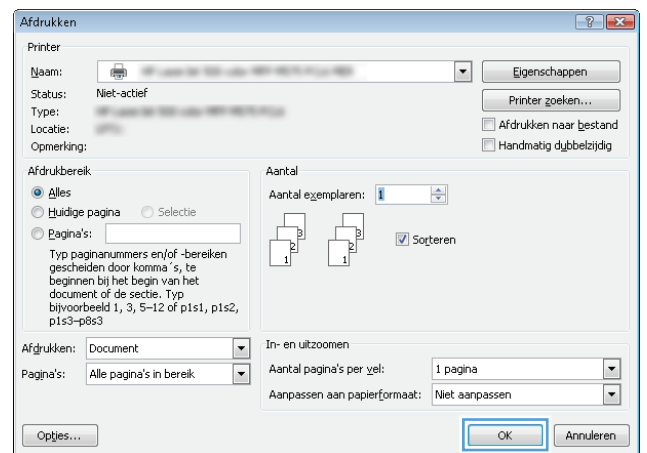 Afdrukken
Printer
Naam:
Eigenschappen
Status: Niet-actief
Printer zoeken...
Type:
Locatie:
Afdrukken naar bestand
Opmerking:
Handmatig dubbelzijdig
Afdrukbereik
Alles
Huidige pagina Selectie
Pagina's:
Typ paginanummers en/of -bereiken
gescheiden door komma´s, te
beginnen bij het begin van het
document of de sectie. Typ
bijvoorbeeld 1, 3, 5–12 of p1s1, p1s2,
p1s3–p8s3
Aantal
Aantal exemplaren: 1
3 3
2 2
1 1
Sorteren
Afdrukken: Document
Pagina's: Alle pagina's in bereik
In- en uitzoomen
Aantal pagina's per vel: 1 pagina
Aanpassen aan papierformaat: Niet aanpassen
Opties...
OK
Annuleren